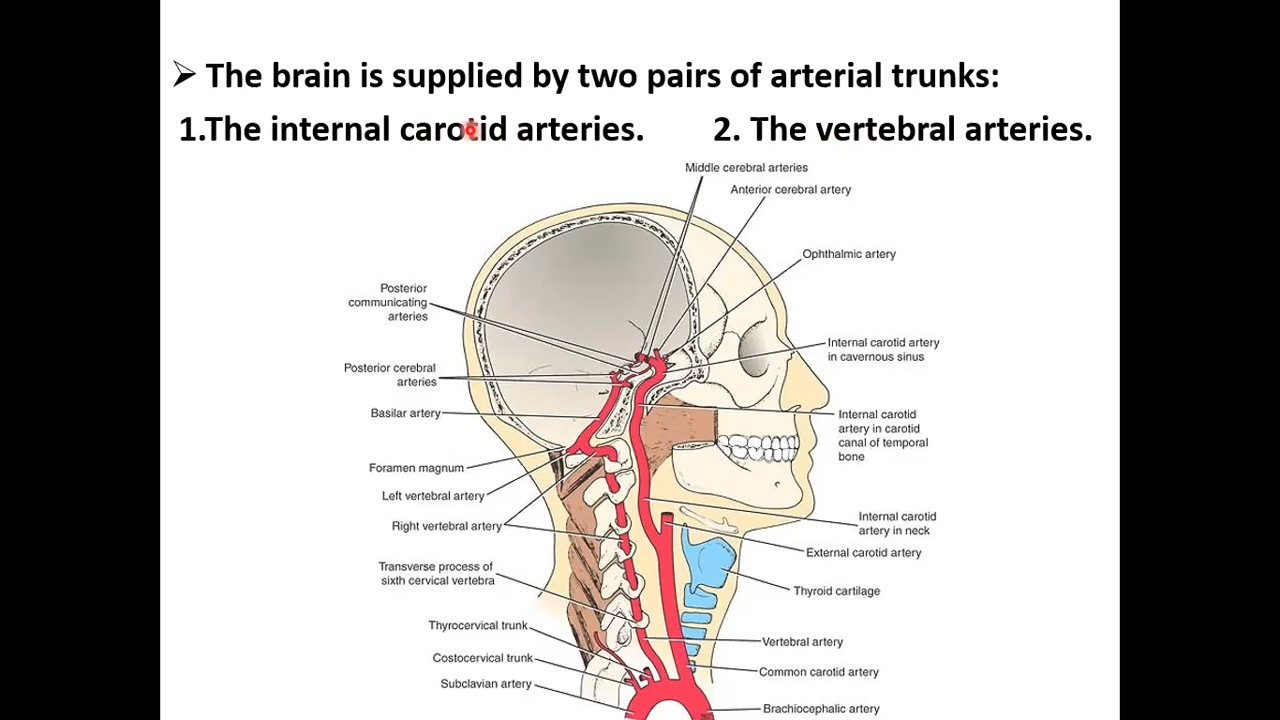 ➢ The brain is supplied by two pairs of arterial trunks:
1.The internal carotid arteries. 2. The vertebral arteries.
Middle cerebral arteries
Anterior cerebral artery
Ophthalmic artery
Posterior
communicating
arteries
Internal carotid artery
in cavernous sinus
Posterior cerebral
arteries
Basilar artery
Internal carotid
artery in carotid
canal of temporal
bone
Foramen magnum
Left vertebral artery
Right vertebral artery
Internal carotid
artery in neck
External carotid artery
Transverse process of
sixth cervical vertebra
Thyroid cartilage
Thyrocervical trunk
Vertebral artery
Costocervical trunk
Common carotid artery
Subclavian artery
Brachiocephalic artery